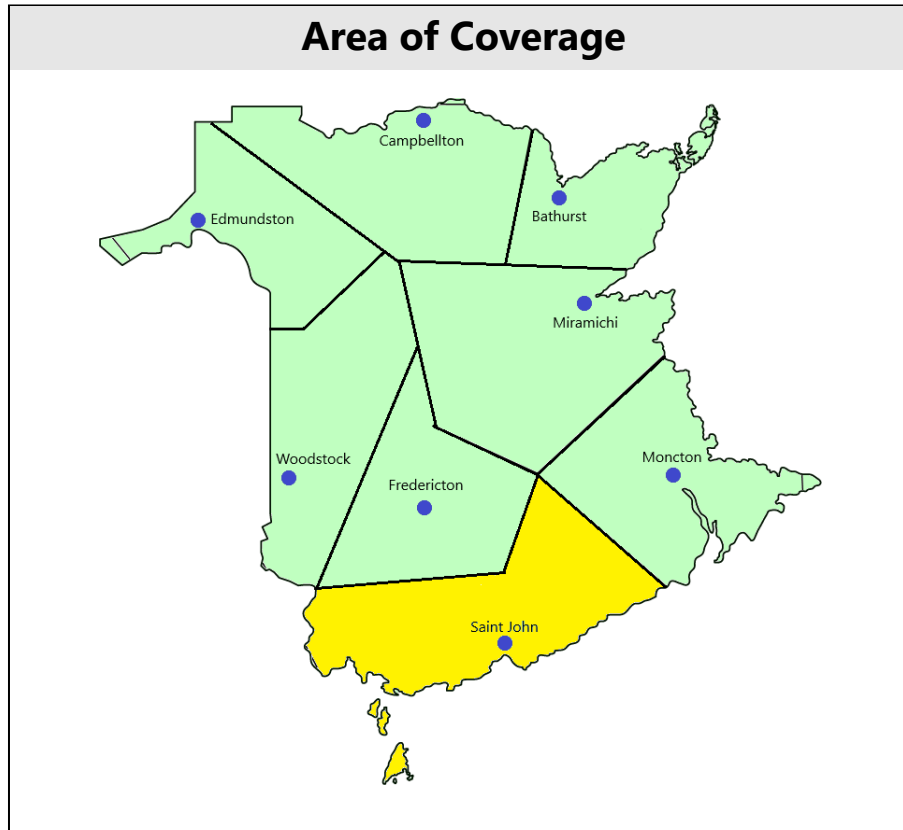 Area of Coverage
Campbellton
Bathurst
Edmundston
Miramichi
Woodstock
Moncton
Fredericton
Saint John